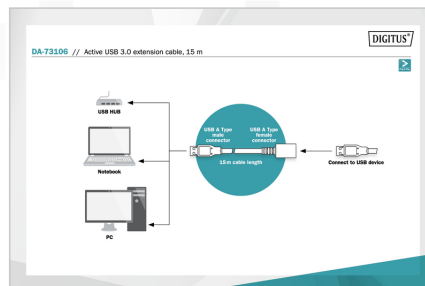 DIGITUS®
DA-73106 // Active USB 3.0 extension cable, 15 m
USB HUB
USB A Type
male
connector
USB A Type
female
connector
15m cable length
Notebook
Connect to USB device
PC